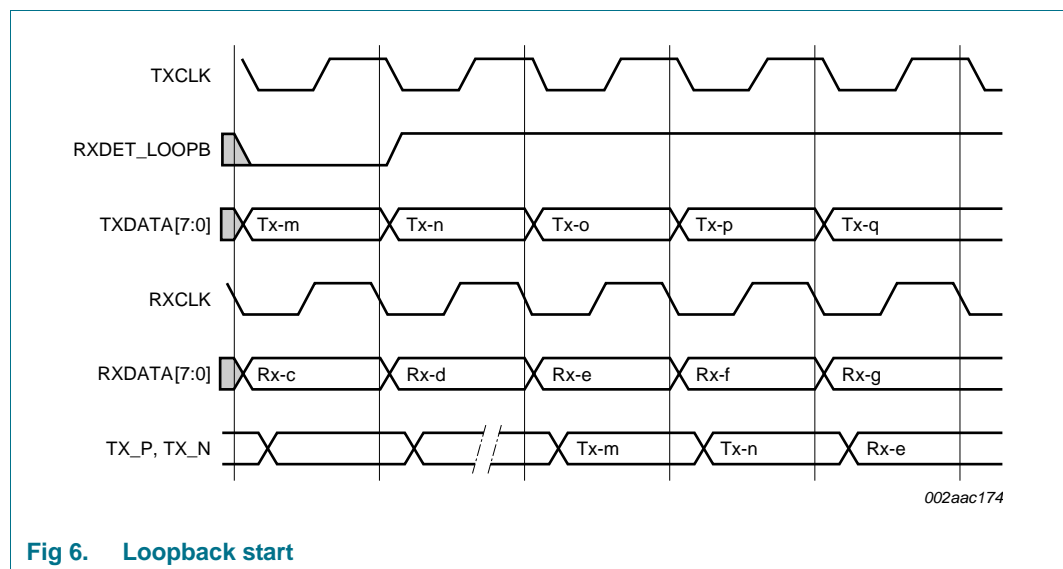 TXCLK
RXDET_LOOPB
TXDATA[7:0] Tx-m Tx-n Tx-o Tx-p Tx-q
RXCLK
RXDATA[7:0] Rx-c Rx-d Rx-e Rx-f Rx-g
TX_P, TX_N Tx-m Tx-n Rx-e
002aac174
Fig 6. Loopback start